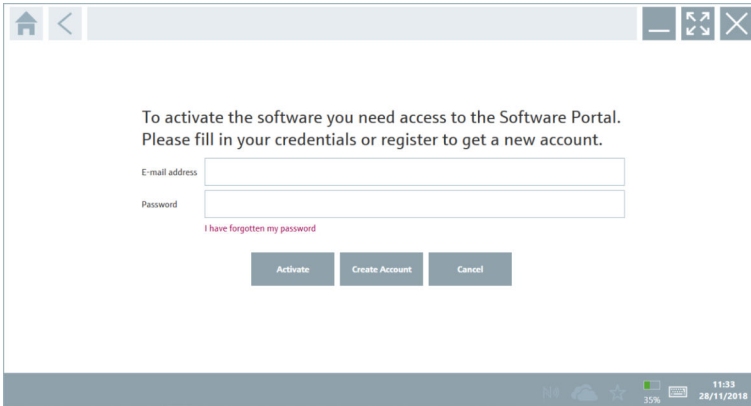 To activate the software you need access to the Software Portal.
Please fill in your credentials or register to get a new account.
E-mail address
Password
I have forgotten my password
Activate
Create Account
Cancel
35%
11:33
28/11/2018